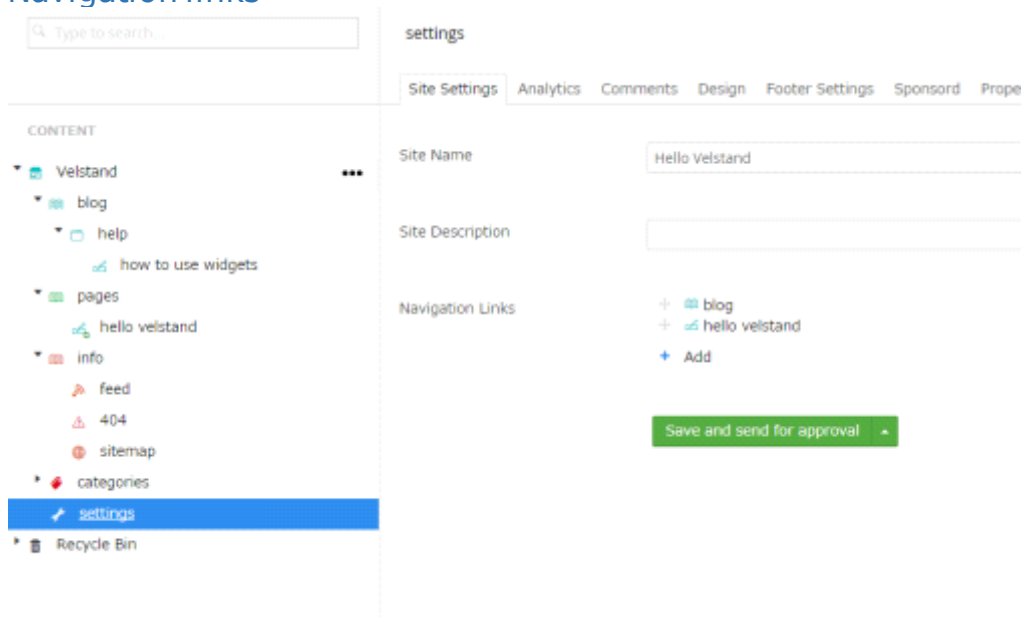 Navigation links
Type to search...
settings
Site Settings Analytics Comments Design Footer Settings Sponsord Prope
CONTENT
Velstand
blog
help
how to use widgets
pages
hello velstand
info
feed
404
sitemap
categories
settings
Recycle Bin
Site Name
Hello Velstand
Site Description
Navigation Links
blog
hello velstand
Add
Save and send for approval